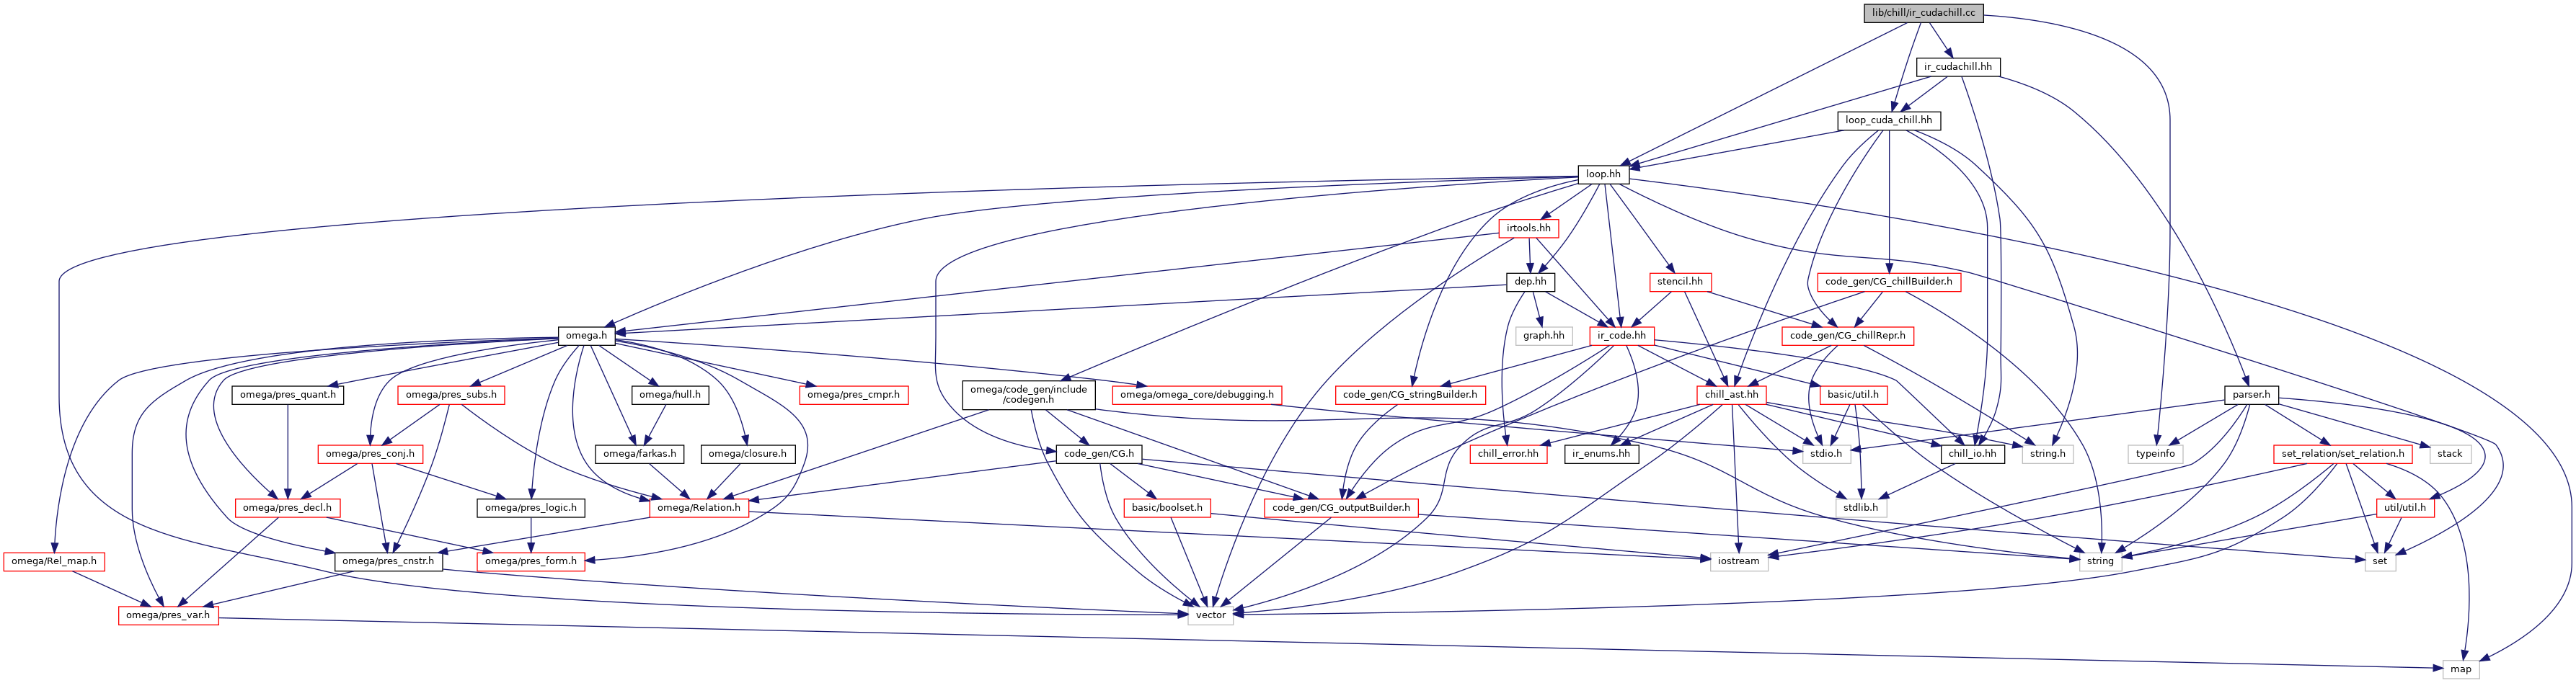 lib/chill/ir_cudachill.cc
ir_cudachill.hh
loop_cuda_chill.hh
loop.hh
irtools.hh
dep.hh
stencil.hh
code_gen/CG_chillBuilder.h
omega.h
graph.hh
ir_code.hh
code_gen/CG_chillRepr.h
omega/pres_quant.h
omega/pres_subs.h
omega/hull.h
omega/pres_cmpr.h
omega/code_gen/include
/codegen.h
omega/omega_core/debugging.h
code_gen/CG_stringBuilder.h
chill_ast.hh
basic/util.h
parser.h
omega/pres_conj.h
omega/farkas.h
omega/closure.h
code_gen/CG.h
chill_error.hh
ir_enums.hh
stdio.h
chill_io.hh
string.h
typeinfo
set_relation/set_relation.h
stack
omega/pres_decl.h
omega/pres_logic.h
omega/Relation.h
basic/boolset.h
code_gen/CG_outputBuilder.h
stdlib.h
util/util.h
omega/Rel_map.h
omega/pres_cnstr.h
omega/pres_form.h
iostream
string
set
omega/pres_var.h
vector
map